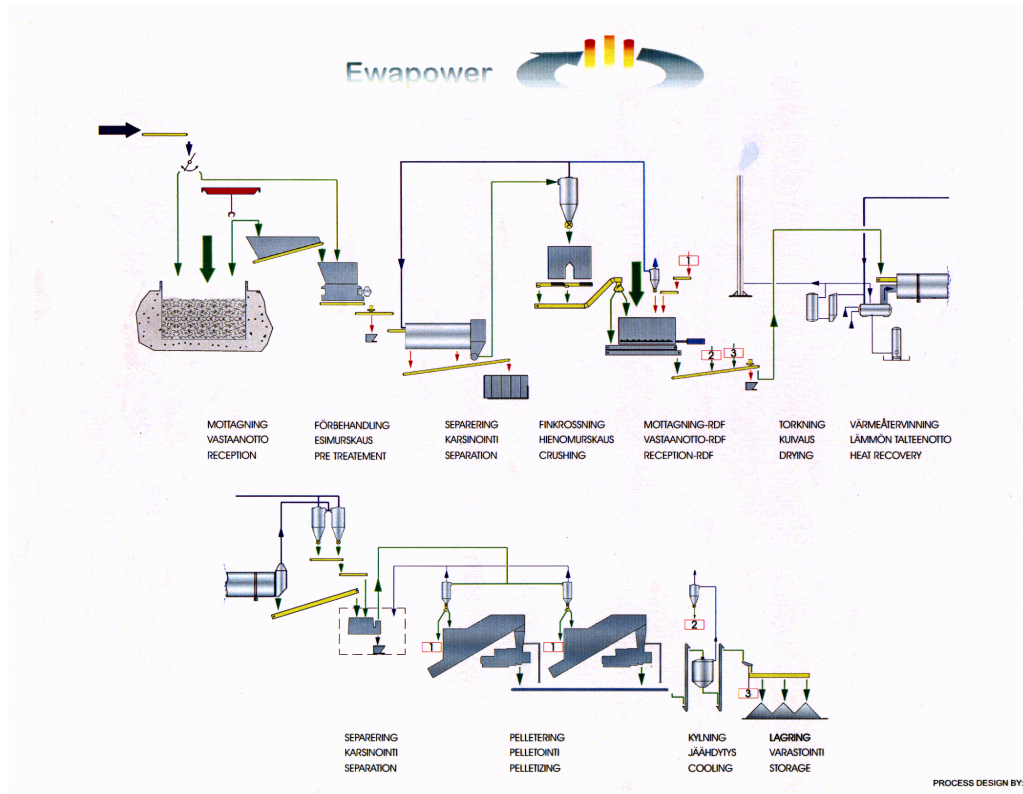 Ewapower
1
2
3
MOTTAGNING
VASTAANOTTO
RECEPTION
FÖRBEHANDLING
ESIMURSKAUS
PRE TREATEMENT
SEPARERING
KARSINOINTI
SEPARATION
FINKROSSNING
HIENOMURSKAUS
CRUSHING
MOTTAGNING-RDF
VASTAANOTTO-RDF
RECEPTION-RDF
TORKNING
KUIVAUS
DRYING
VÄRMEÅTERVINNING
LÄMMÖN TALTEENOTTO
HEAT RECOVERY
1
1
2
3
SEPARERING
KARSINOINTI
SEPARATION
PELLETERING
PELLETOINTI
PELLETIZING
KYLNING
JÄÄHDYTYS
COOLING
LAGRING
VARASTOINTI
STORAGE
PROCESS DESIGN BY: